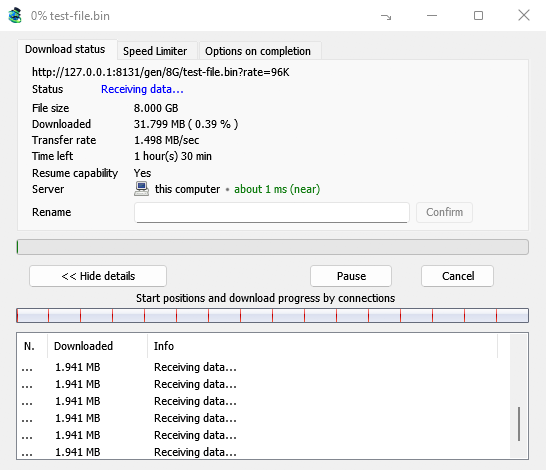 0% test-file.bin
Download status Speed Limiter Options on completion
http://127.0.0.1:8131/gen/8G/test-file.bin?rate=96K
Status Receiving data...
File size 8.000 GB
Downloaded 31.799 MB ( 0.39 % )
Transfer rate 1.498 MB/sec
Time left 1 hour(s) 30 min
Resume capability Yes
Server this computer • about 1 ms (near)
Rename Confirm
<< Hide details Pause Cancel
Start positions and download progress by connections
N. Downloaded Info
... 1.941 MB Receiving data...
... 1.941 MB Receiving data...
... 1.941 MB Receiving data...
... 1.941 MB Receiving data...
... 1.941 MB Receiving data...
... 1.941 MB Receiving data...